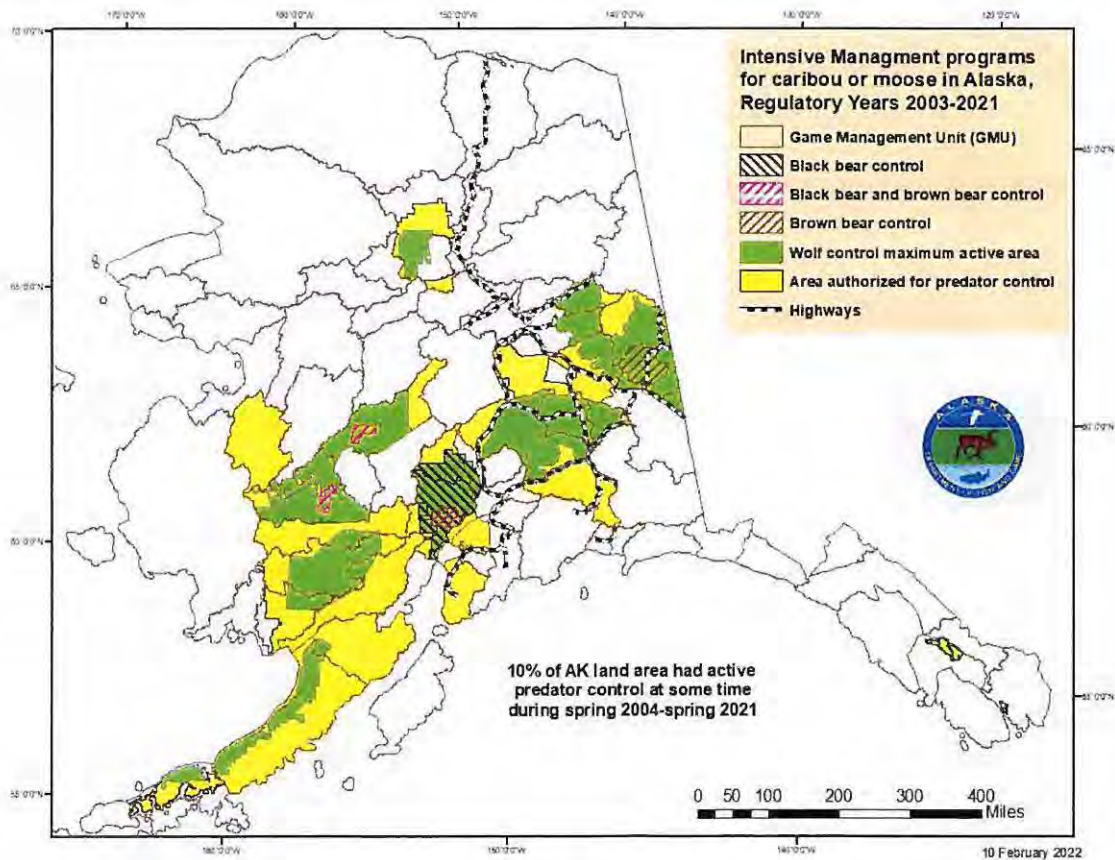 Intensive Managment programs
for caribou or moose in Alaska,
Regulatory Years 2003-2021
Game Management Unit (GMU)
Black bear control
Black bear and brown bear control
Brown bear control
Wolf control maximum active area
Area authorized for predator control
Highways
ALASKA
10% of AK land area had active
predator control at some time
during spring 2004-spring 2021
0 50 100 200 300 400
Miles
10 February 2022